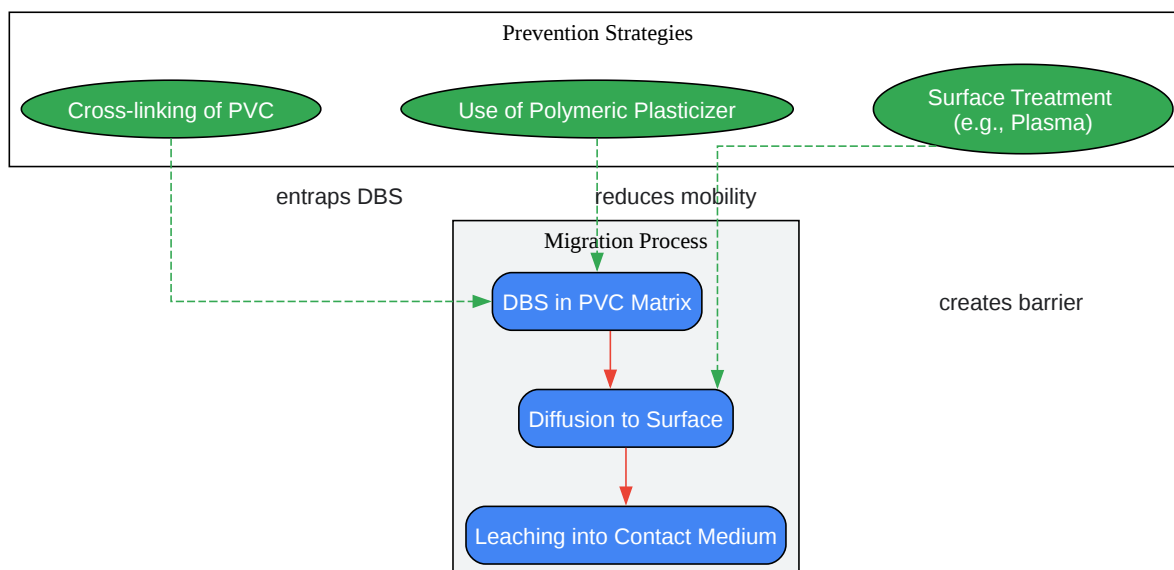 Prevention Strategies
Cross-linking of PVC
Use of Polymeric Plasticizer
Surface Treatment
(e.g., Plasma)
entraps DBS
reduces mobility
Migration Process
DBS in PVC Matrix
creates barrier
Diffusion to Surface
Leaching into Contact Medium